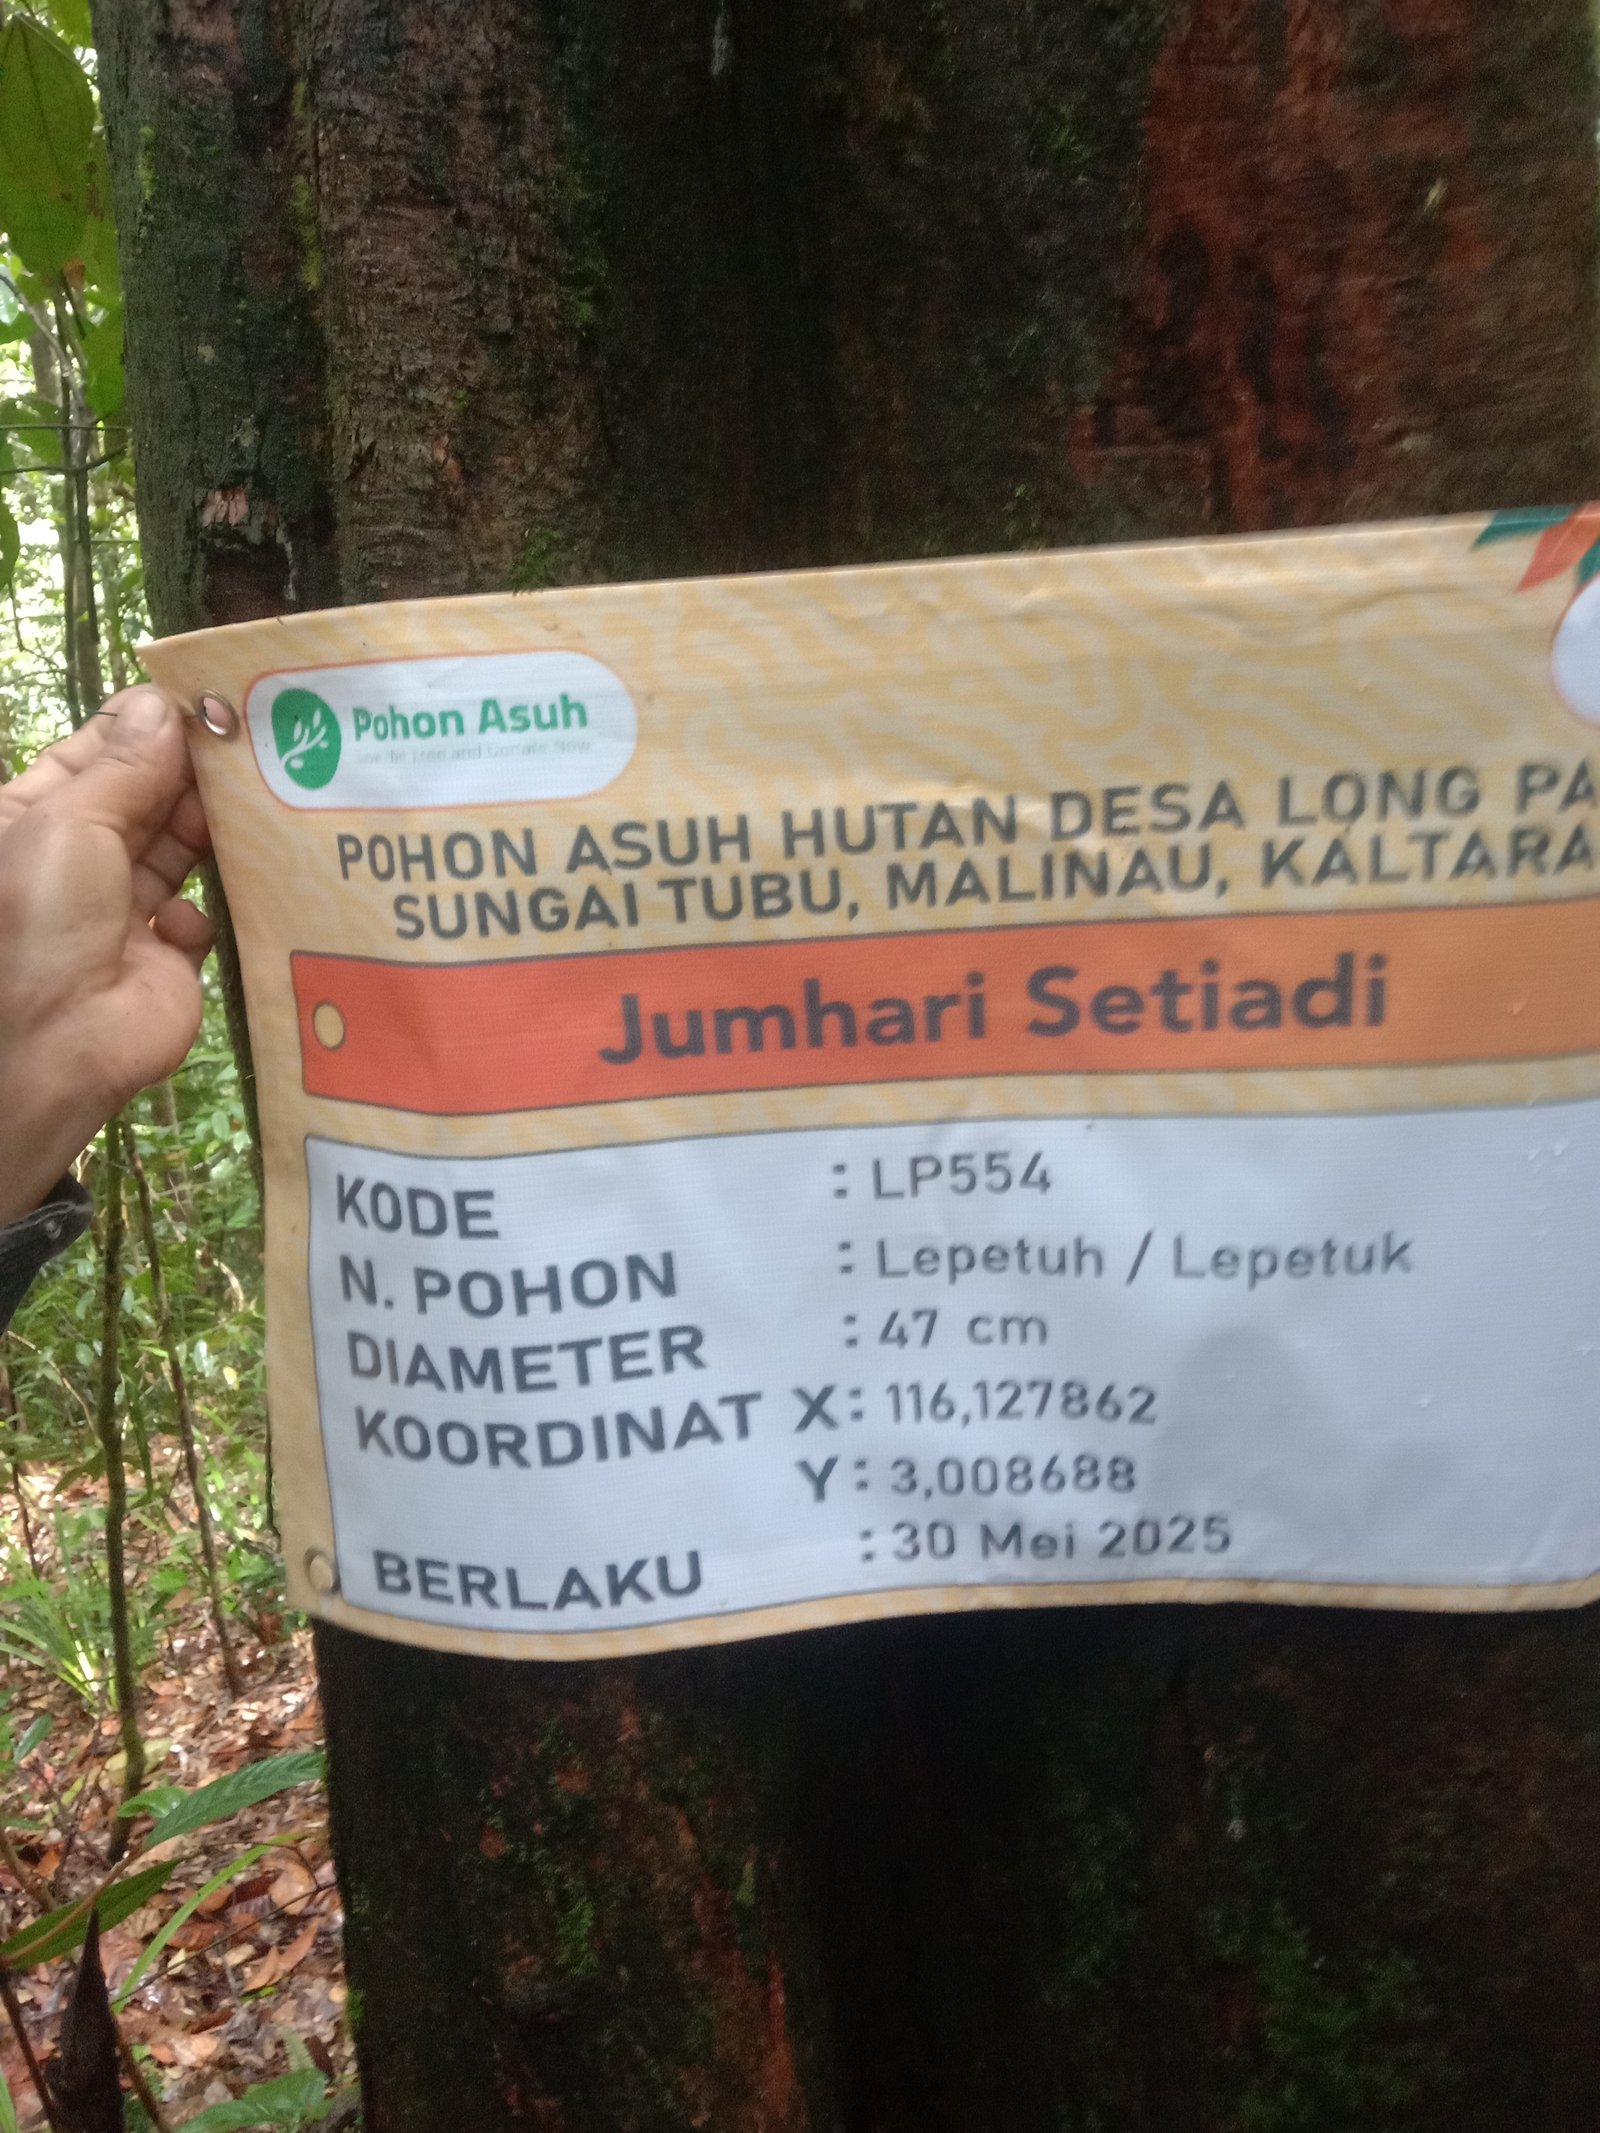 Pohon Asuh
POHON ASUH HUTAN DESA LONG PA
SUNGAI TUBU, MALINAU, KALTARA
Jumhari Setiadi
KODE : LP554
N. POHON : Lepetuh / Lepetuk
DIAMETER : 47 cm
KOORDINAT X : 116,127862
Y : 3,008688
BERLAKU : 30 Mei 2025